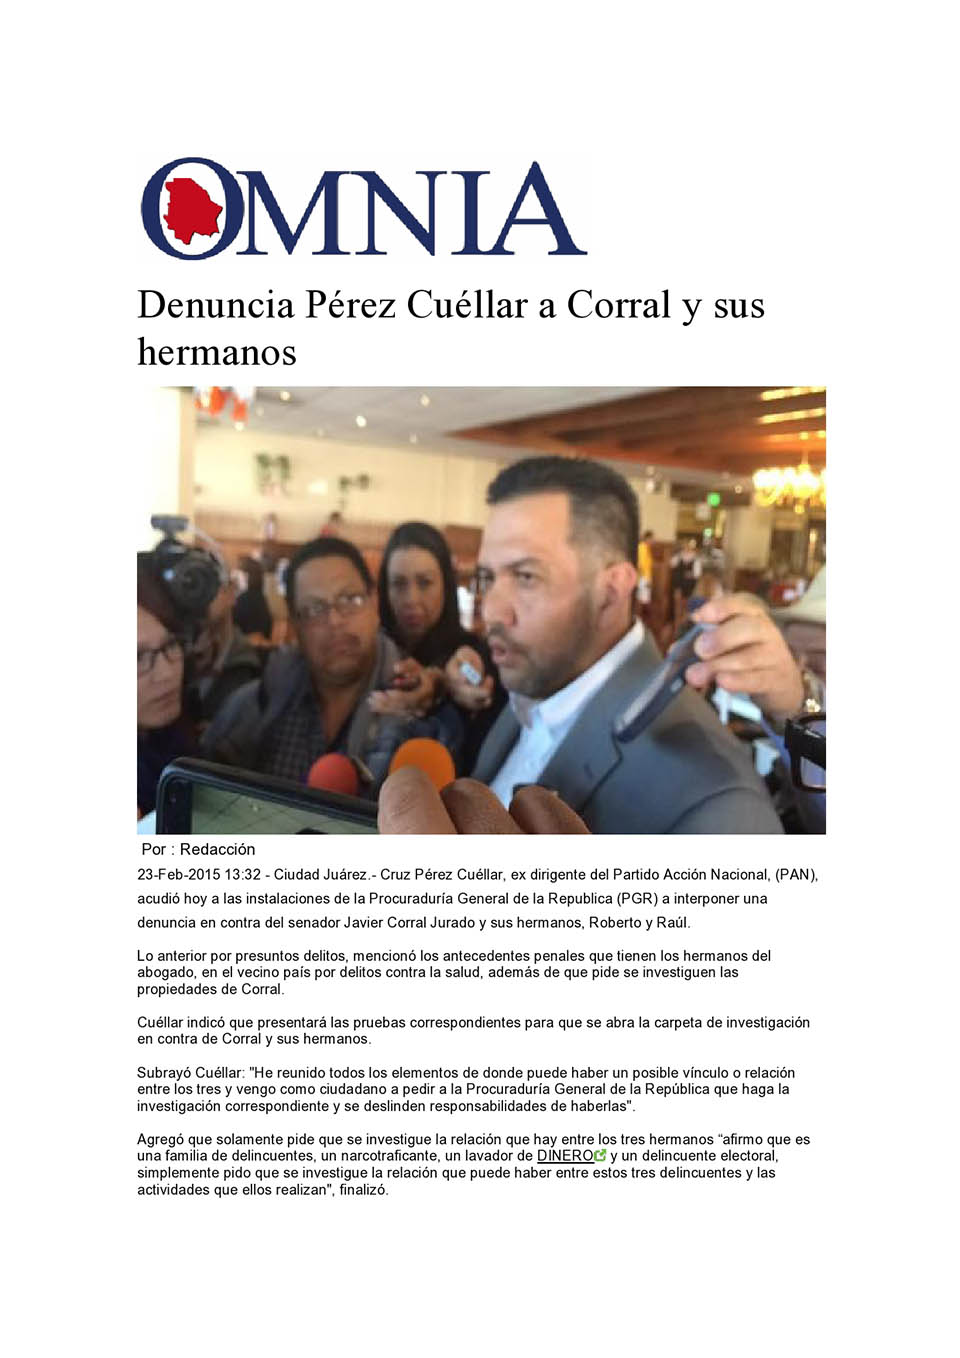 OMNIA
Denuncia Pérez Cuéllar a Corral y sus
hermanos
Por : Redacción
23-Feb-2015 13:32 - Ciudad Juárez.- Cruz Pérez Cuéllar, ex dirigente del Partido Acción Nacional, (PAN),
acudió hoy a las instalaciones de la Procuraduría General de la Republica (PGR) a interponer una
denuncia en contra del senador Javier Corral Jurado y sus hermanos, Roberto y Raúl.
Lo anterior por presuntos delitos, mencionó los antecedentes penales que tienen los hermanos del
abogado, en el vecino país por delitos contra la salud, además de que pide se investiguen las
propiedades de Corral.
Cuéllar indicó que presentará las pruebas correspondientes para que se abra la carpeta de investigación
en contra de Corral y sus hermanos.
Subrayó Cuéllar: "He reunido todos los elementos de donde puede haber un posible vínculo o relación
entre los tres y vengo como ciudadano a pedir a la Procuraduría General de la República que haga la
investigación correspondiente y se deslinden responsabilidades de haberlas".
Agregó que solamente pide que se investigue la relación que hay entre los tres hermanos “afirmo que es
una familia de delincuentes, un narcotraficante, un lavador de DINERO y un delincuente electoral,
simplemente pido que se investigue la relación que puede haber entre estos tres delincuentes y las
actividades que ellos realizan", finalizó.